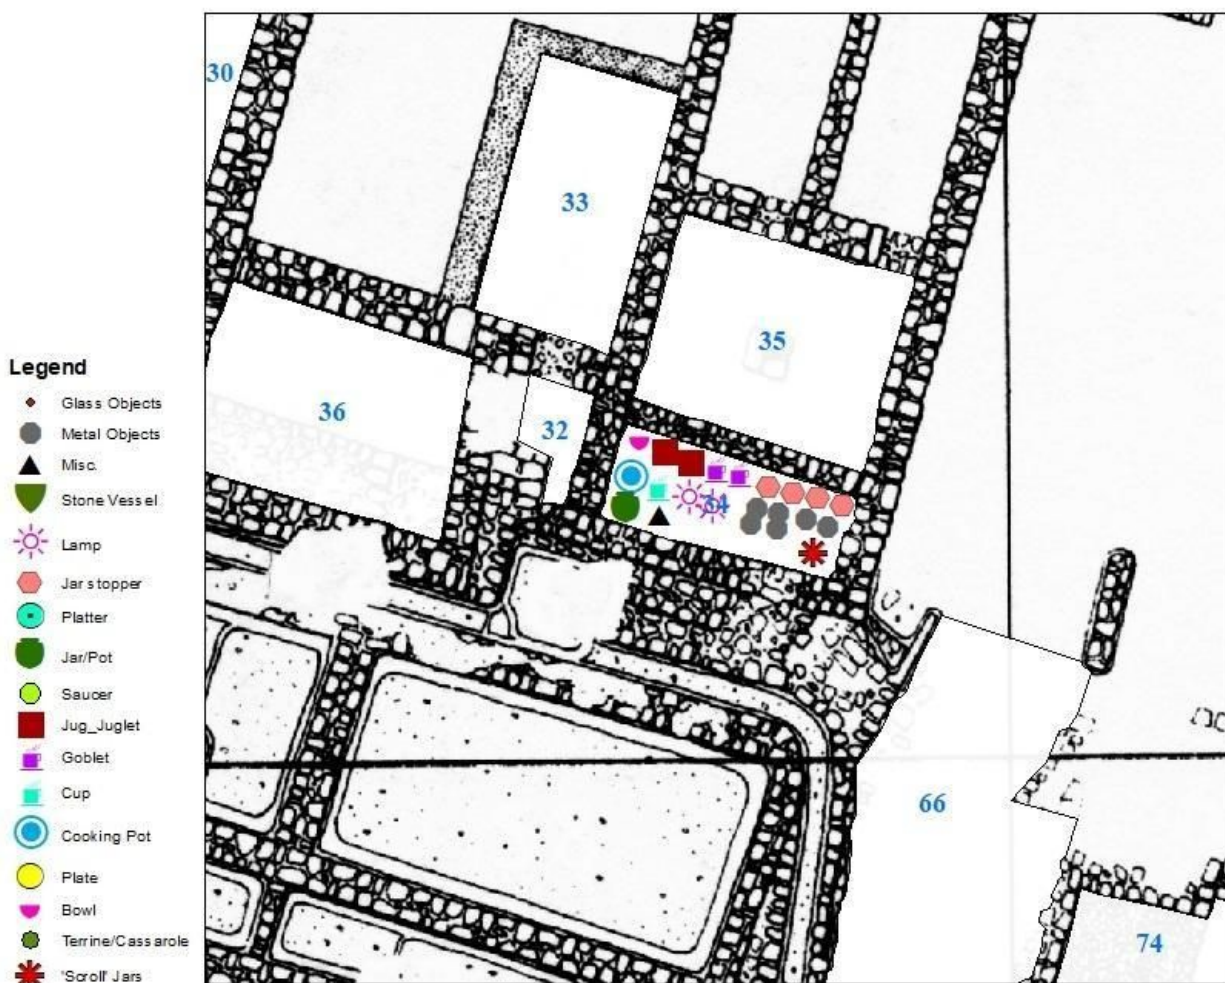 30
33
35
36
32
34
66
74
Legend
Glass Objects
Metal Objects
Misc.
Stone Vessel
Lamp
Jar stopper
Platter
Jar/Pot
Saucer
Jug_Juglet
Goblet
Cup
Cooking Pot
Plate
Bowl
Terrine/Cassarole
'Scroll' Jars